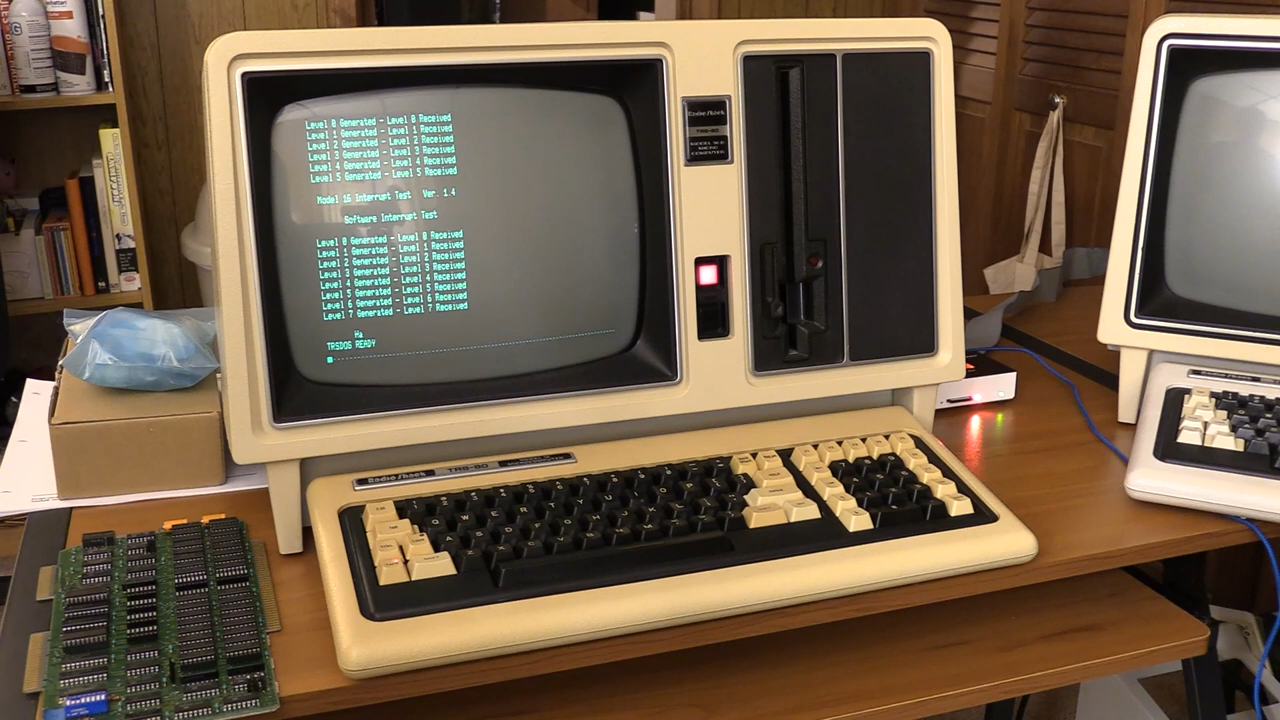 Level 0 Generated - Level 0 Received
Level 1 Generated - Level 1 Received
Level 2 Generated - Level 2 Received
Level 3 Generated - Level 3 Received
Level 4 Generated - Level 4 Received
Level 5 Generated - Level 5 Received
Model 16 Interrupt Test Ver. 1.4
Software Interrupt Test
Level 0 Generated - Level 0 Received
Level 1 Generated - Level 1 Received
Level 2 Generated - Level 2 Received
Level 3 Generated - Level 3 Received
Level 4 Generated - Level 4 Received
Level 5 Generated - Level 5 Received
Level 6 Generated - Level 6 Received
Level 7 Generated - Level 7 Received
Ha
TRSDOS READY
Radio Shack
TRS-80
MICRO
COMPUTER
Radio Shack TRS-80